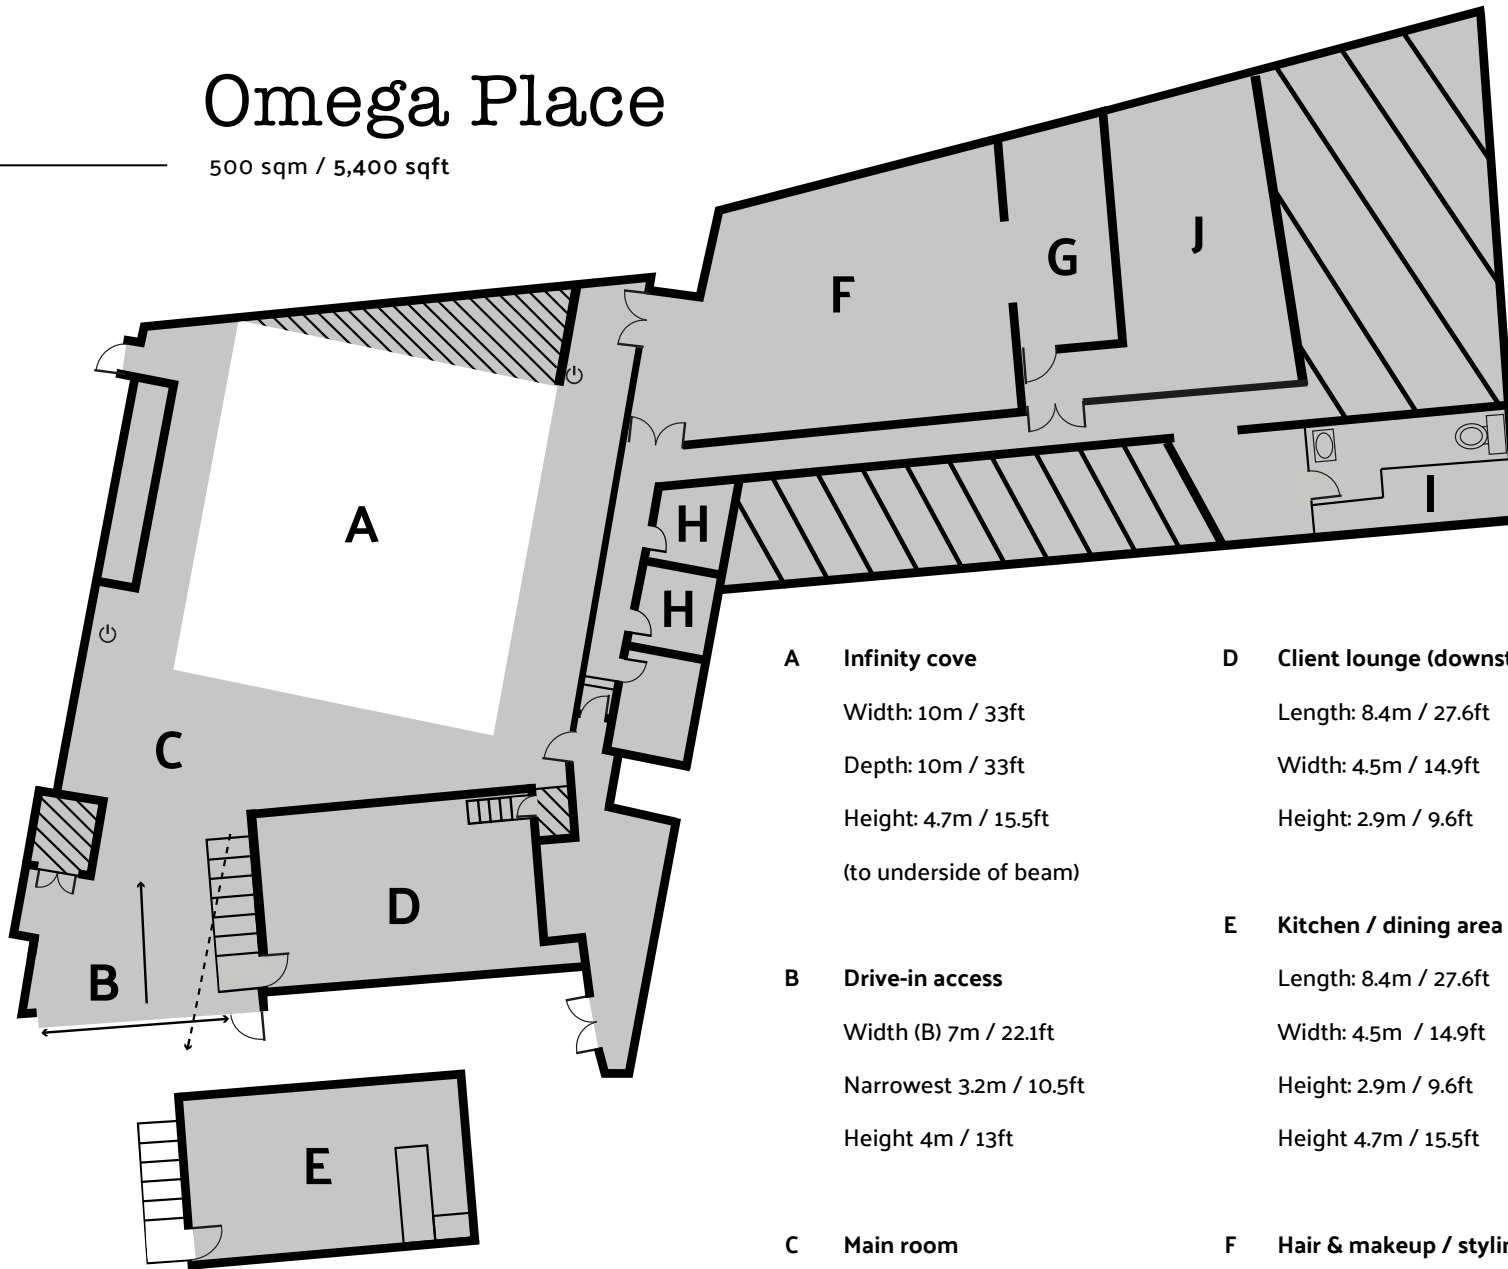 Omega Place
500 sqm / 5,400 sqft
F
G
J
A
H
H
I
C
D
B
E
A Infinity cove
Width: 10m / 33ft
Depth: 10m / 33ft
Height: 4.7m / 15.5ft
(to underside of beam)
B Drive-in access
Width (B) 7m / 22.1ft
Narrowest 3.2m / 10.5ft
Height 4m / 13ft
C Main room
D Client lounge
Length: 8.4m / 27.6ft
Width: 4.5m / 14.9ft
Height: 2.9m / 9.6ft
E Kitchen / dining area
Length: 8.4m / 27.6ft
Width: 4.5m / 14.9ft
Height: 2.9m / 9.6ft
Height 4.7m / 15.5ft
F Hair & makeup /